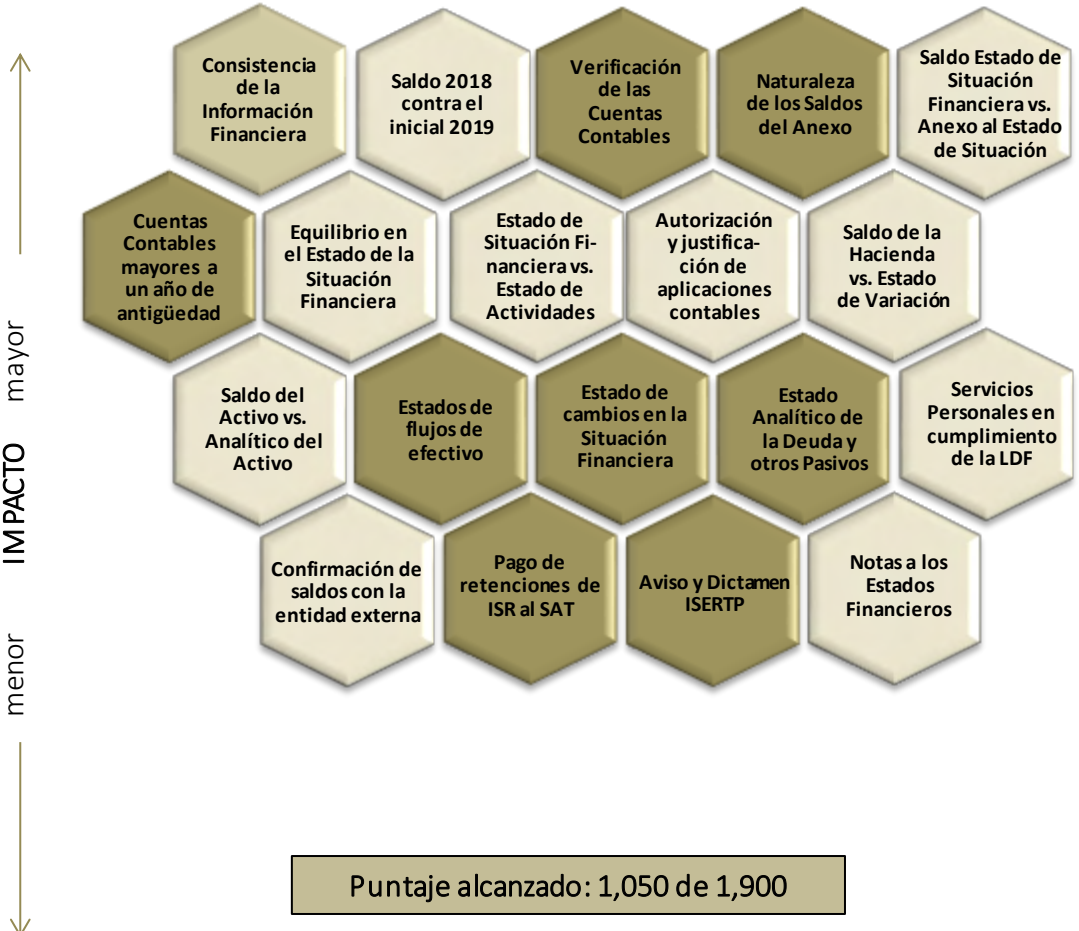 Consistencia
de la
Información
Financiera
Saldo 2018
contra el
inicial 2019
Verificación
de las
Cuentas
Contables
Naturaleza
de los Saldos
del Anexo
Saldo Estado de
Situación
Financiera vs.
Anexo al Estado
de Situación
Cuentas
Contables
mayores a
un año de
antigüedad
Equilibrio en
el Estado de la
Situación
Financiera
Estado de
Situación Fi-
nanciera vs.
Estado de
Actividades
Autorización
y justifica-
ción de
aplicaciones
contables
Saldo de la
Hacienda
vs. Estado
de Variación
Saldo del
Activo vs.
Analítico del
Activo
Estados de
flujos de
efectivo
Estado de
cambios en la
Situación
Financiera
Estado
Analítico de
la Deuda y
otros Pasivos
Servicios
Personales en
cumplimiento
de la LDF
Confirmación de
saldos con la
entidad externa
Pago de
retenciones de
ISR al SAT
Aviso y Dictamen
ISERTP
Notas a los
Estados
Financieros
menor IMPACTO mayor
Puntaje alcanzado: 1,050 de 1,900